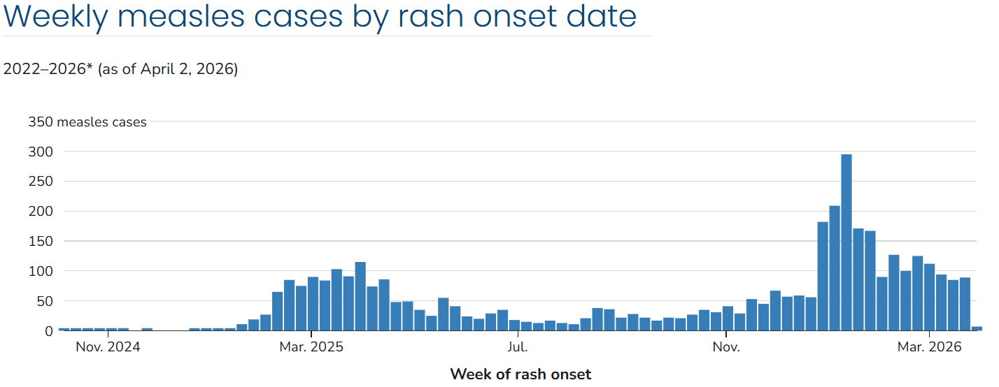 Weekly measles cases by rash onset date
2022–2026* (as of April 2, 2026)
350 measles cases
300
250
200
150
100
50
0
Nov. 2024 Mar. 2025 Jul. Nov. Mar. 2026
Week of rash onset